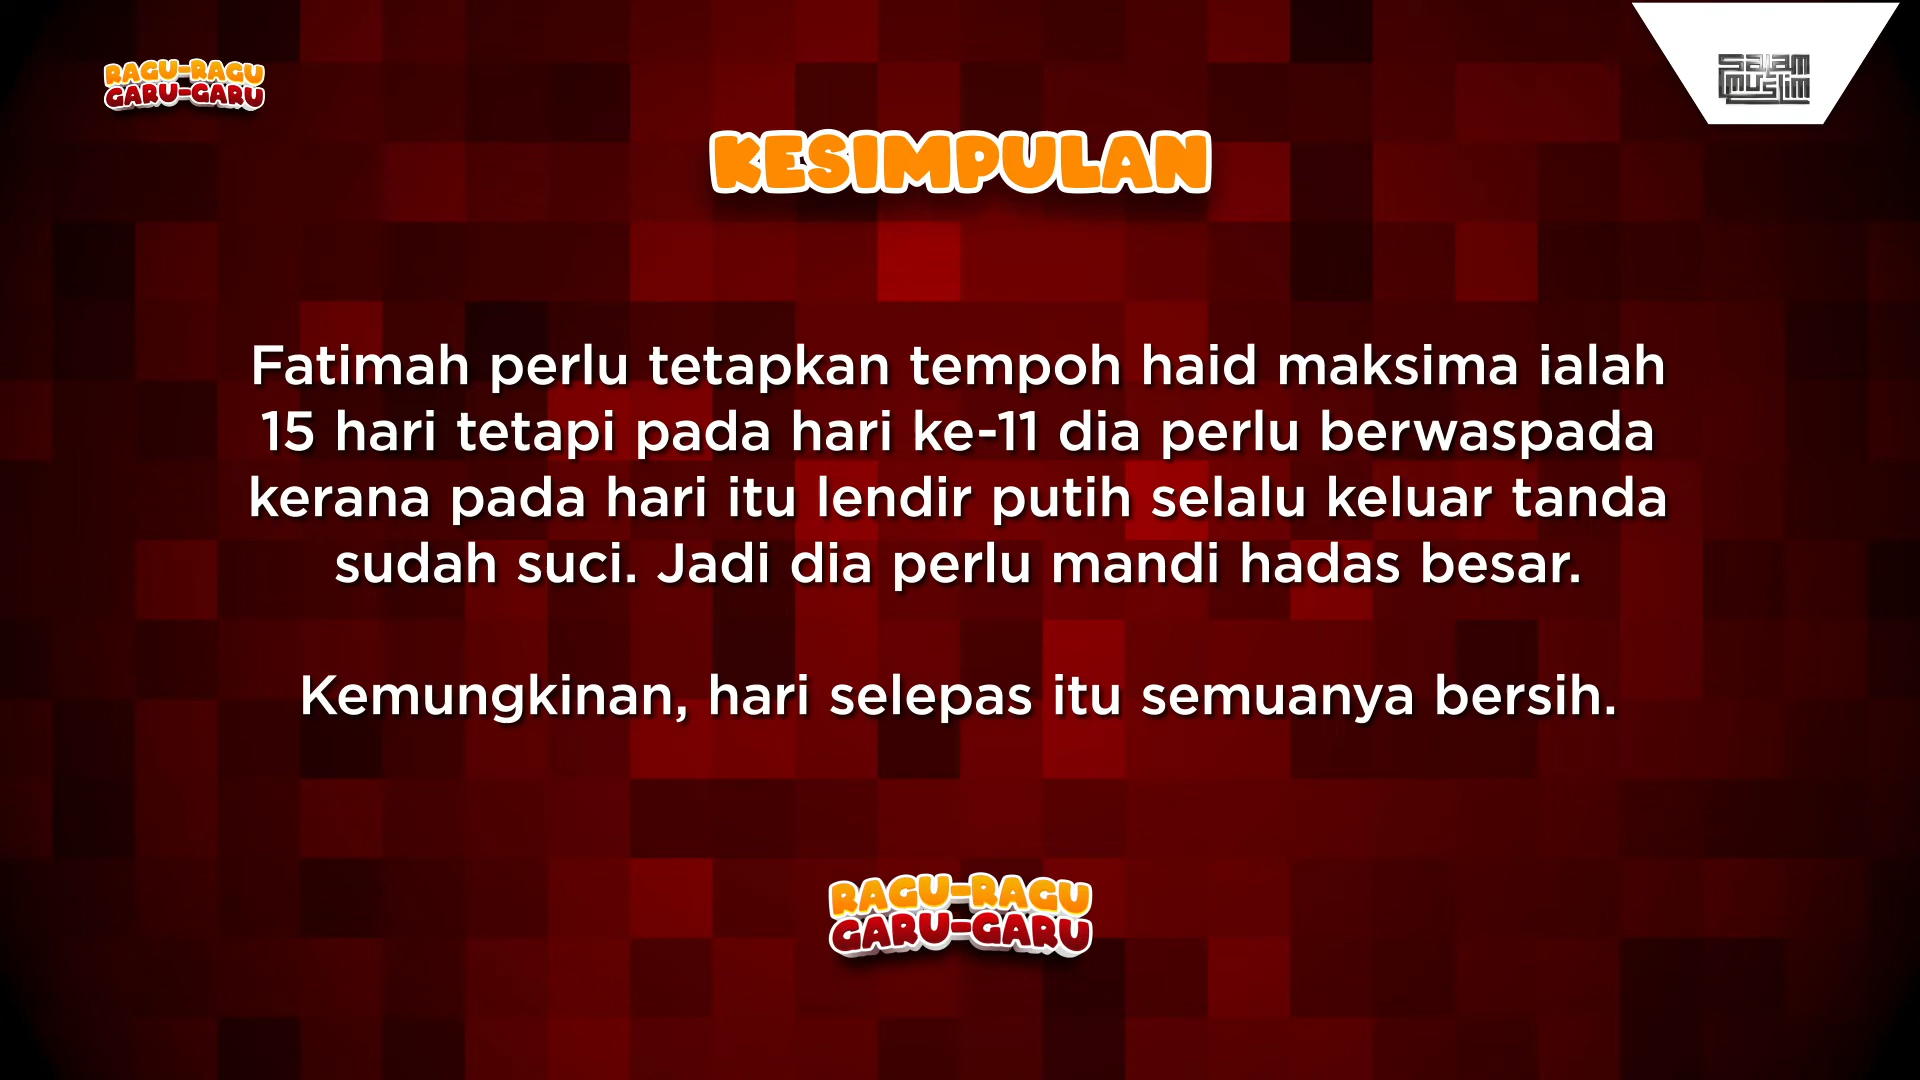 RAGU-RAGU
GARU-GARU
salam
muslim
KESIMPULAN
Fatimah perlu tetapkan tempoh haid maksima ialah
15 hari tetapi pada hari ke-11 dia perlu berwaspada
kerana pada hari itu lendir putih selalu keluar tanda
sudah suci. Jadi dia perlu mandi hadas besar.
Kemungkinan, hari selepas itu semuanya bersih.
RAGU-RAGU
GARU-GARU